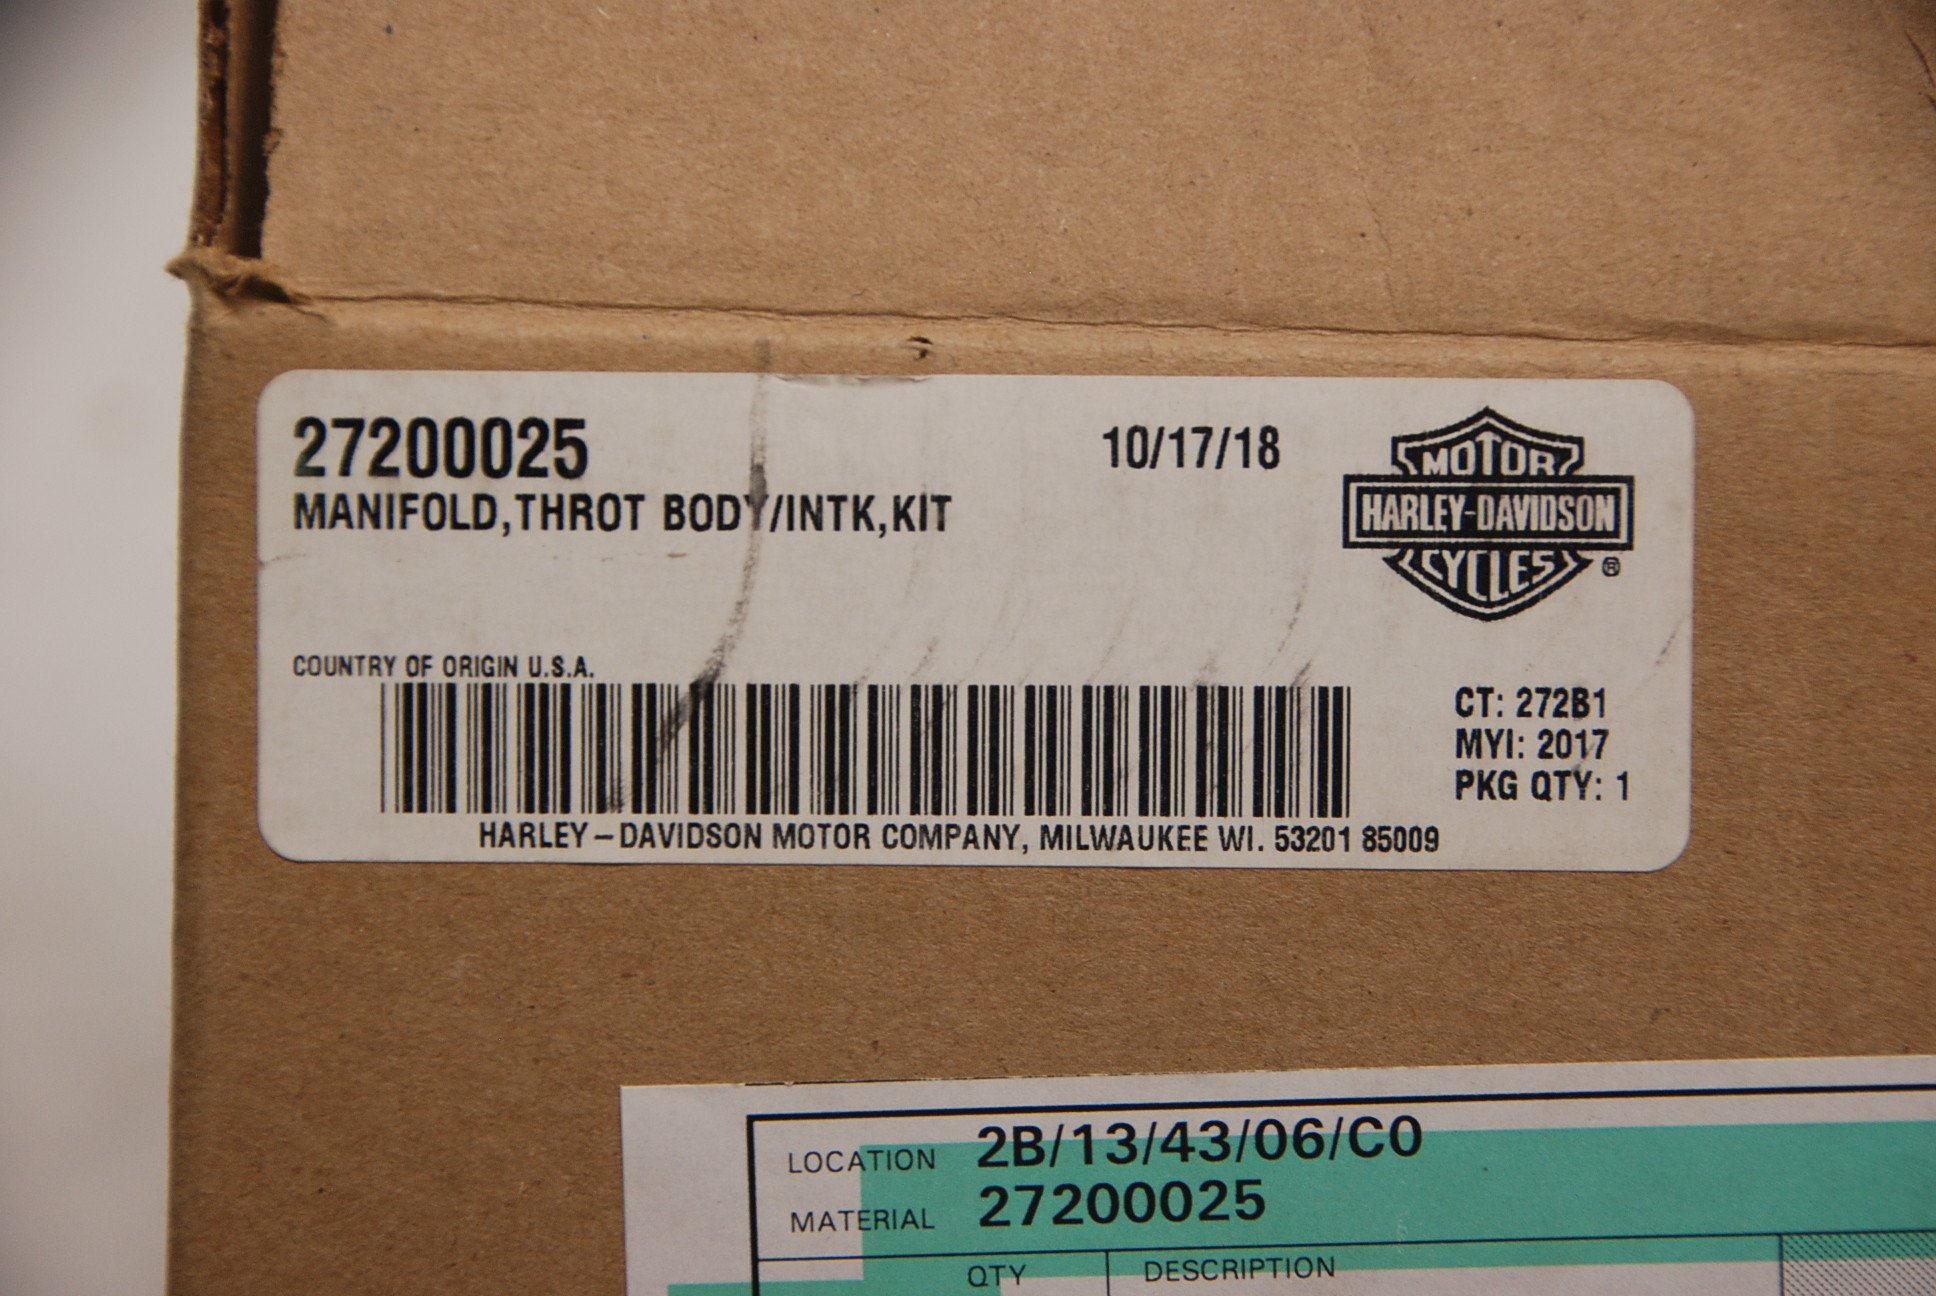 27200025
10/17/18
MANIFOLD,THROT BODY/INTK,KIT
MOTOR
HARLEY-DAVIDSON
CYCLES
®
COUNTRY OF ORIGIN U.S.A.
CT: 272B1
MYI: 2017
PKG QTY: 1
HARLEY-DAVIDSON MOTOR COMPANY, MILWAUKEE WI. 53201 85009
LOCATION 2B/13/43/06/C0
MATERIAL 27200025
QTY DESCRIPTION